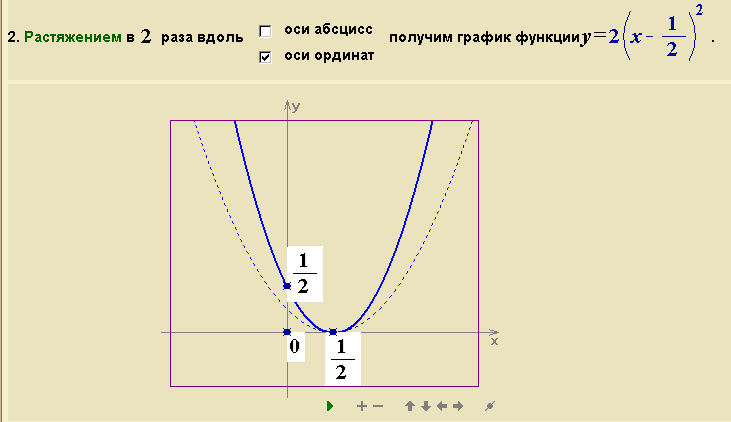 2. Растяжением в 2 раза вдоль
оси абсцисс
оси ординат
получим график функции y=2(x - 1/2)² .
y
1/2
0
1/2
x